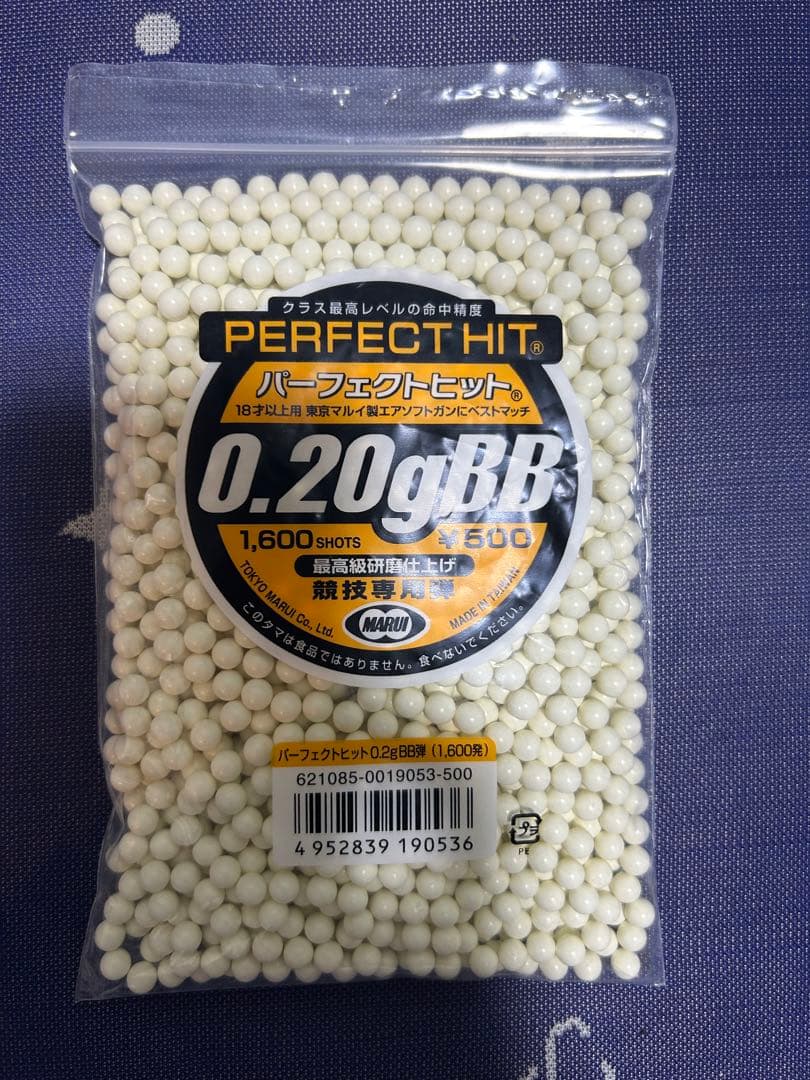 クラス最高レベルの命中精度
PERFECT HIT®
パーフェクトヒット®
18才以上用 東京マルイ製エアソフトガンにベストマッチ
0.20gBB
1,600 SHOTS ¥500
最高級研磨仕上げ
競技専用弾
MARUI
TOKYO MARUI Co., Ltd.
MADE IN TAIWAN
このタマは食品ではありません。食べないでください。
パーフェクトヒット0.2gBB弾(1,600発)
621085-0019053-500
4 952839 190536
プラ
PE